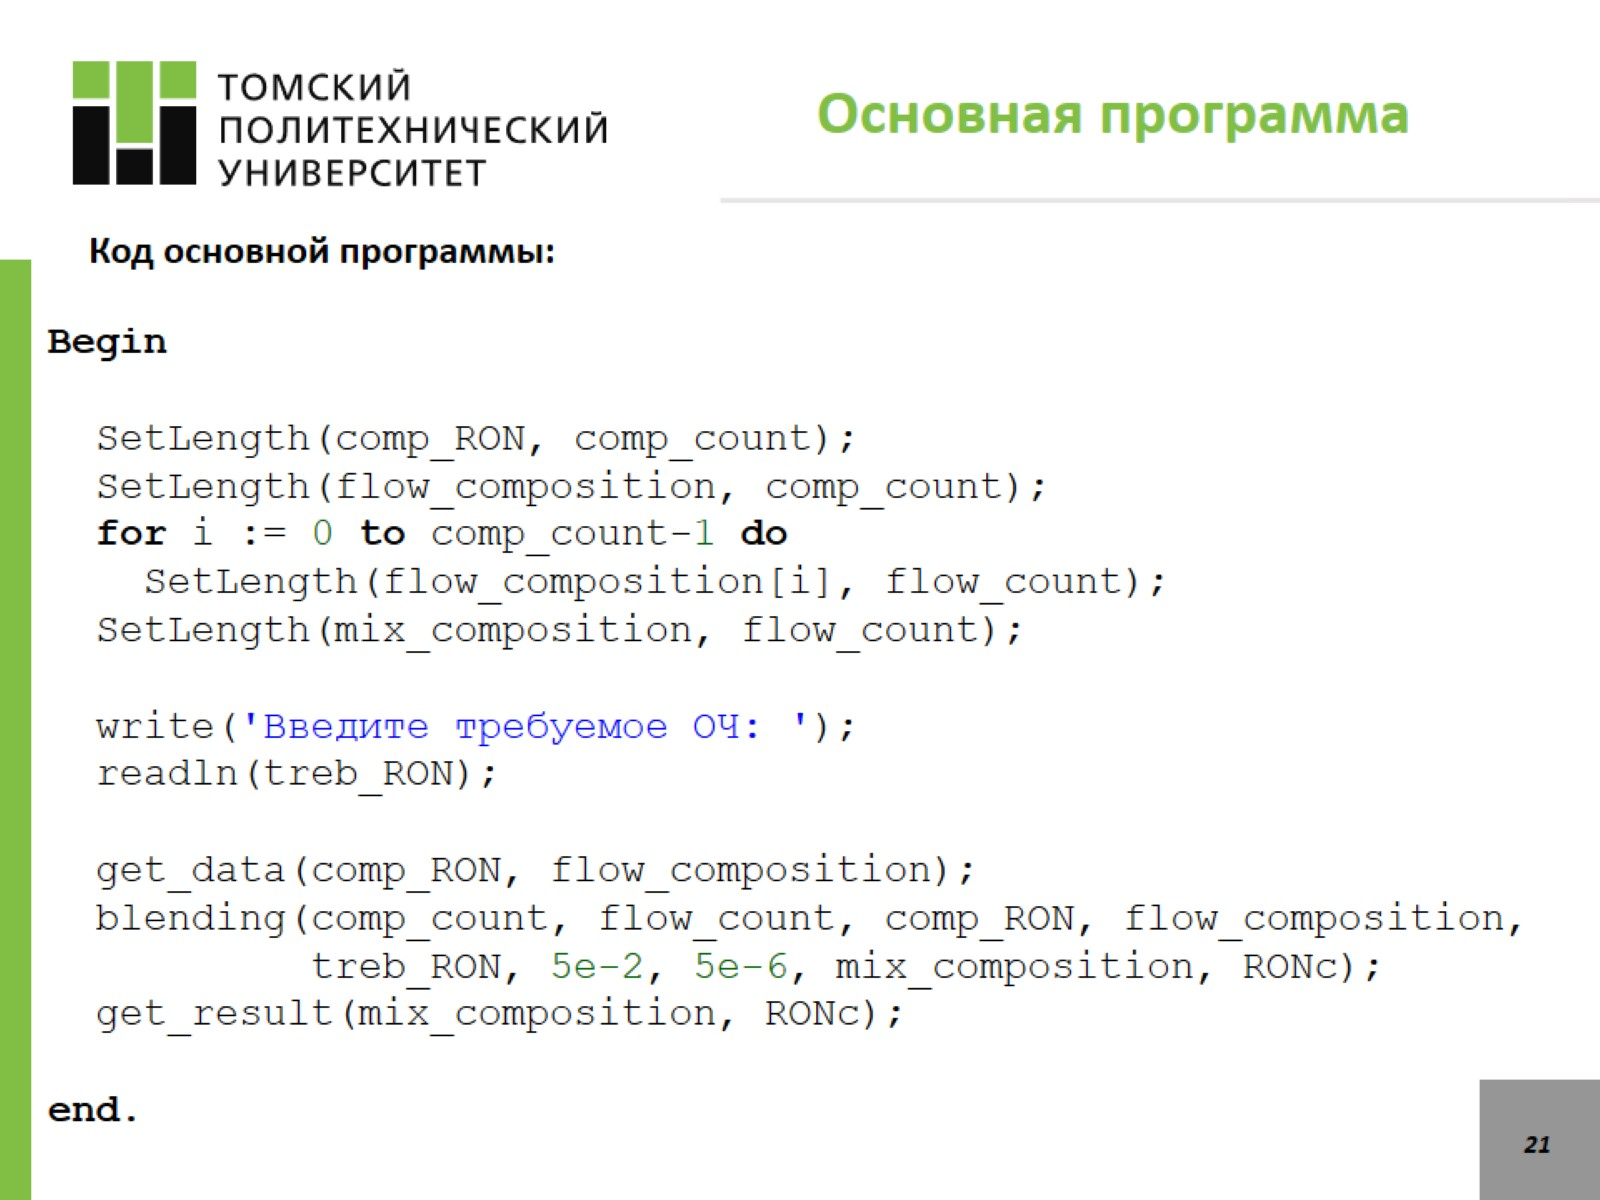 ТОМСКИЙ
ПОЛИТЕХНИЧЕСКИЙ
УНИВЕРСИТЕТ
Основная программа
Код основной программы:
Begin
SetLength(comp_RON, comp_count);
SetLength(flow_composition, comp_count);
for i := 0 to comp_count-1 do
SetLength(flow_composition[i], flow_count);
SetLength(mix_composition, flow_count);
write('Введите требуемое ОЧ: ');
readln(treb_RON);
get_data(comp_RON, flow_composition);
blending(comp_count, flow_count, comp_RON, flow_composition,
treb_RON, 5e-2, 5e-6, mix_composition, RONc);
get_result(mix_composition, RONc);
end.
21